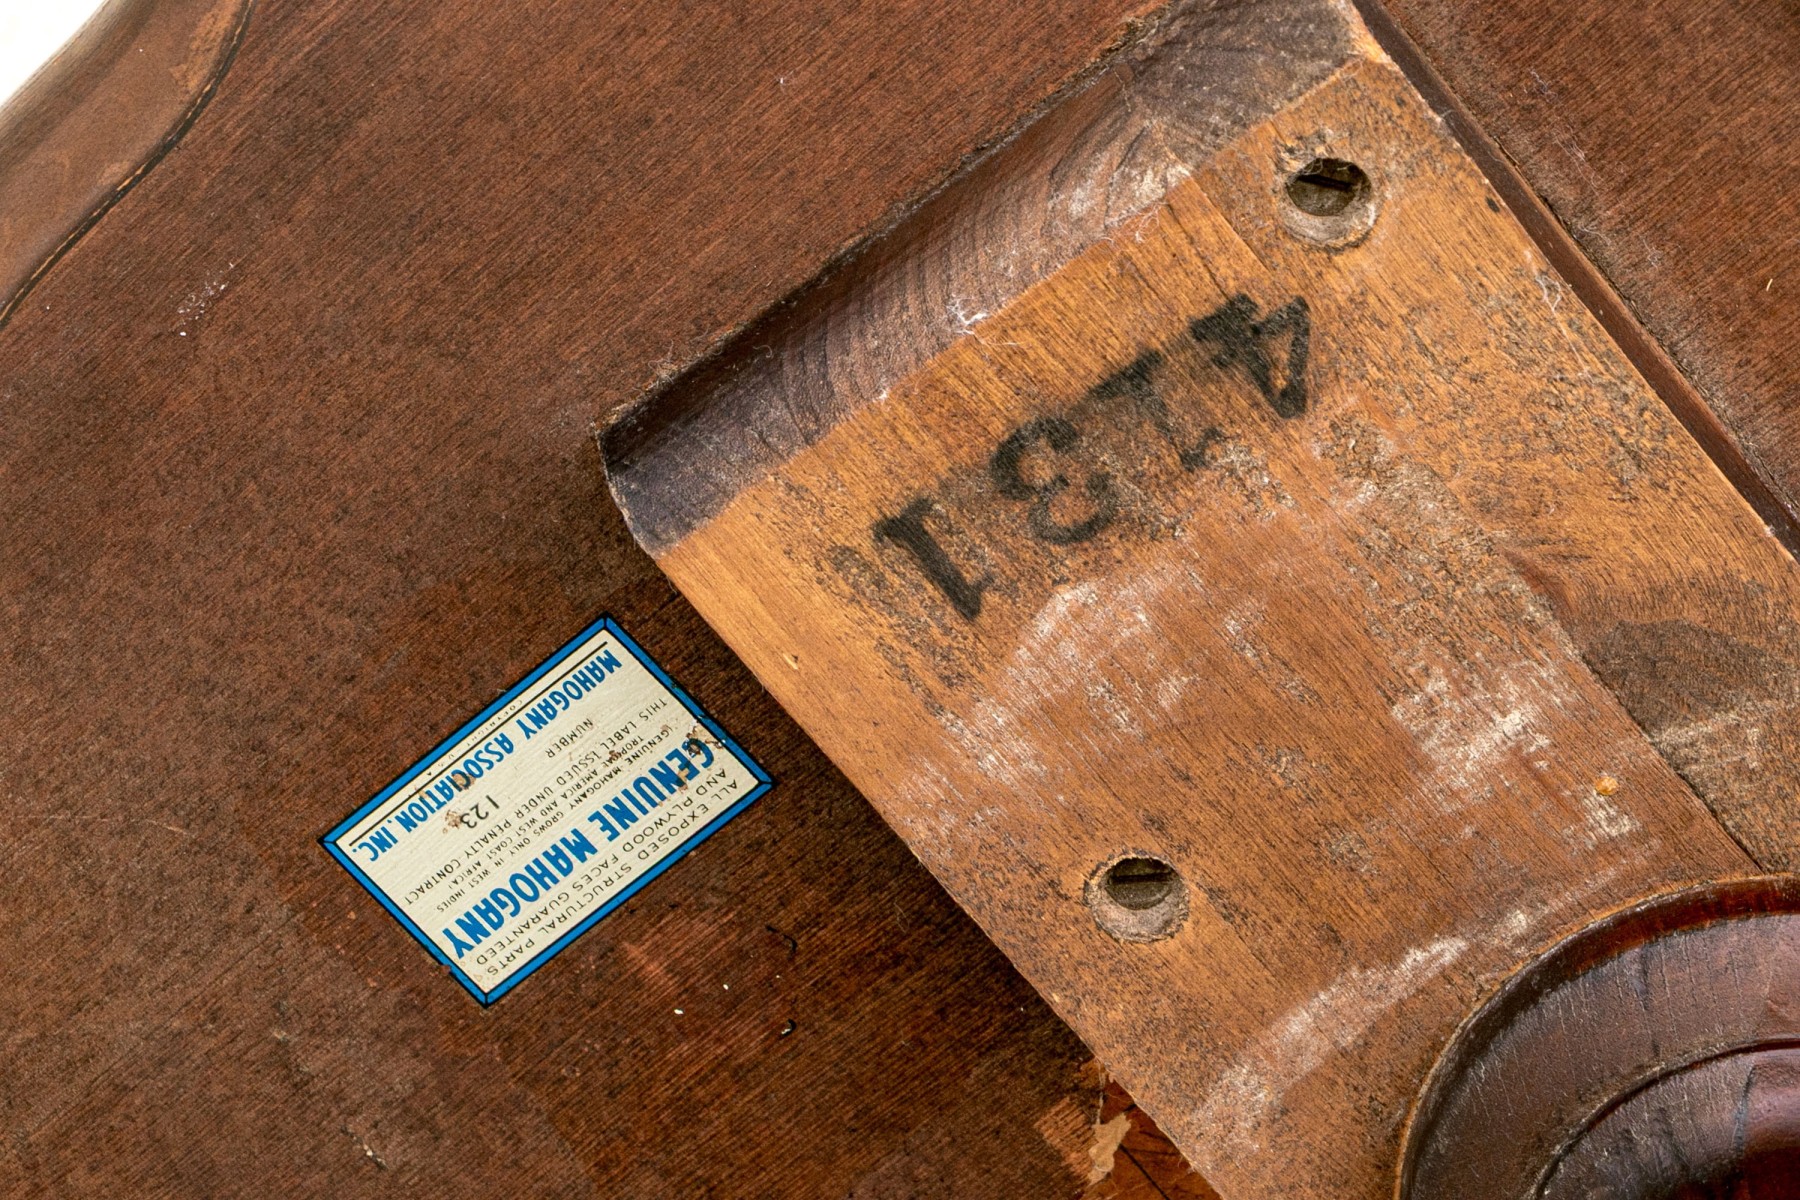 4131
ALL EXPOSED STRUCTURAL PARTS
AND PLYWOOD FACES GUARANTEED
GENUINE MAHOGANY
GENUINE MAHOGANY GROWS ONLY IN WEST INDIES
TROPICAL AMERICA AND WEST COAST AFRICA.
THIS LABEL ISSUED UNDER PENALTY CONTRACT
NUMBER 123
MAHOGANY ASSOCIATION, INC.
COPYRIGHT U.S.A.